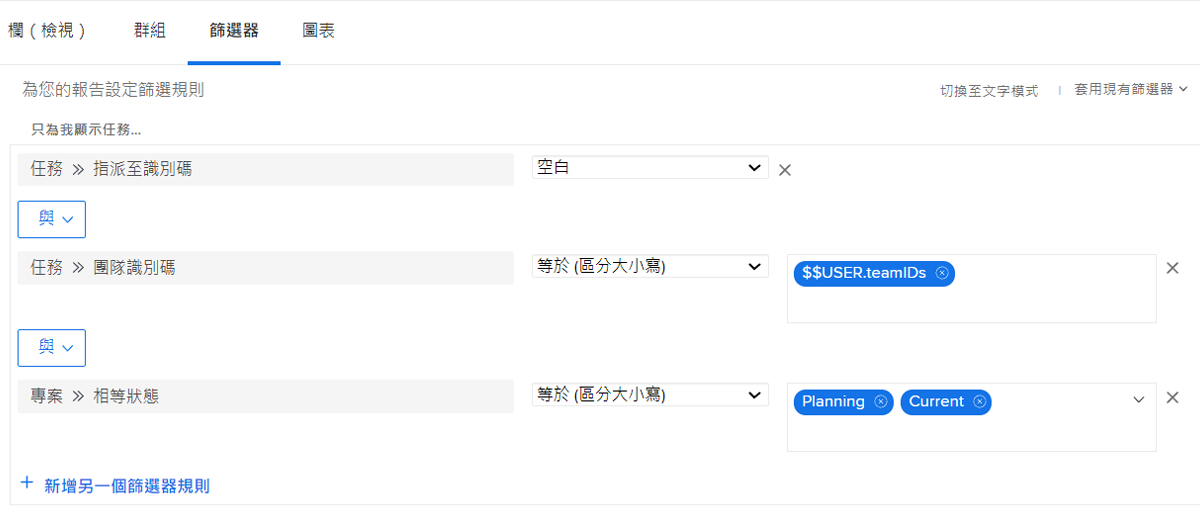 欄（檢視） 群組 篩選器 圖表
為您的報告設定篩選規則 切換至文字模式 | 套用現有篩選器
只為我顯示任務...
任務 >> 指派至識別碼 空白
與
任務 >> 團隊識別碼 等於 (區分大小寫) $$USER.teamIDs
與
專案 >> 相等狀態 等於 (區分大小寫) Planning Current
+ 新增另一個篩選器規則